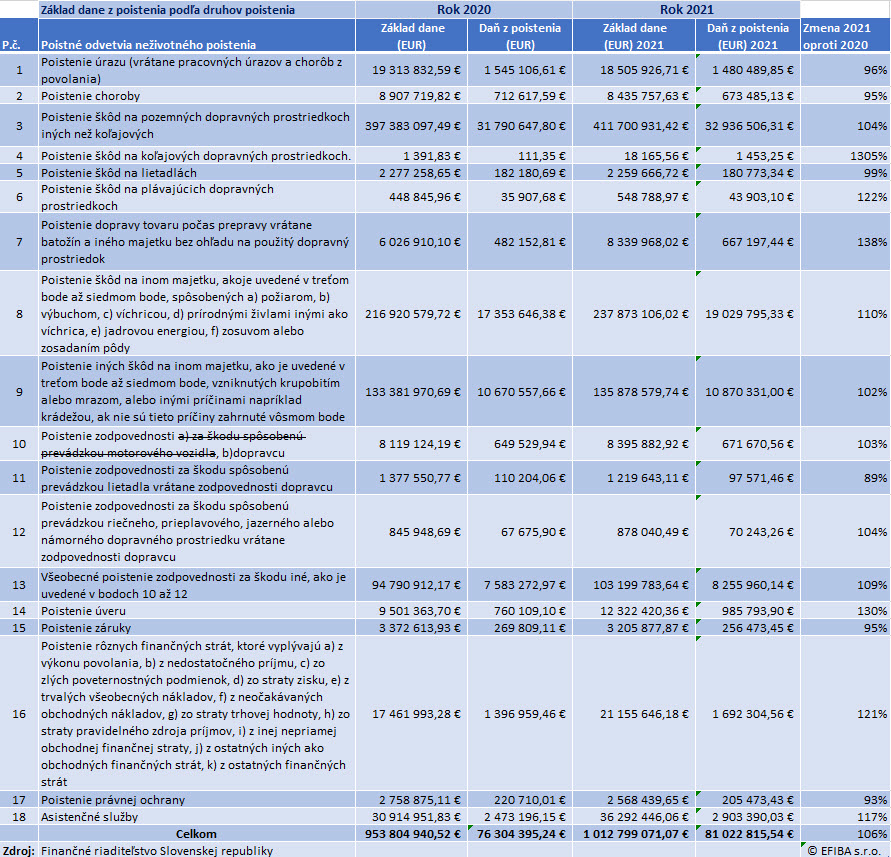 Základ dane z poistenia podľa druhov poistenia Rok 2020 Rok 2021
P.č. Poistné odvetvia neživotného poistenia Základ dane (EUR) Daň z poistenia (EUR) Základ dane (EUR) 2021 Daň z poistenia (EUR) 2021 Zmena 2021 oproti 2020
1 Poistenie úrazu (vrátane pracovných úrazov a chorôb z
povolania) 19 313 832,59 € 1 545 106,61 € 18 505 926,71 € 1 480 489,85 € 96%
2 Poistenie choroby 8 907 719,82 € 712 617,59 € 8 435 757,63 € 673 485,13 € 95%
3 Poistenie škôd na pozemných dopravných prostriedkoch
iných než koľajových 397 383 097,49 € 31 790 647,80 € 411 700 931,42 € 32 936 506,31 € 104%
4 Poistenie škôd na koľajových dopravných prostriedkoch. 1 391,83 € 111,35 € 18 165,56 € 1 453,25 € 1305%
5 Poistenie škôd na lietadlách 2 277 258,65 € 182 180,69 € 2 259 666,72 € 180 773,34 € 99%
6 Poistenie škôd na plávajúcich dopravných
prostriedkoch 448 845,96 € 35 907,68 € 548 788,97 € 43 903,10 € 122%
7 Poistenie dopravy tovaru počas prepravy vrátane
batožín a iného majetku bez ohľadu na použitý dopravný
prostriedok 6 026 910,10 € 482 152,81 € 8 339 968,02 € 667 197,44 € 138%
8 Poistenie škôd na inom majetku, akoje uvedené v treťom
bode až siedmom bode, spôsobených a) požiarom, b)
výbuchom, c) víchricou, d) prírodnými živlami inými ako
víchrica, e) jadrovou energiou, f) zosuvom alebo
zosadaním pôdy 216 920 579,72 € 17 353 646,38 € 237 873 106,02 € 19 029 795,33 € 110%
9 Poistenie iných škôd na inom majetku, ako je uvedené v
treťom bode až siedmom bode, vzniknutých krupobitím
alebo mrazom, alebo inými príčinami napríklad
krádežou, ak nie sú tieto príčiny zahrnuté vôsmom bode 133 381 970,69 € 10 670 557,66 € 135 878 579,74 € 10 870 331,00 € 102%
10 Poistenie zodpovednosti a) za škodu spôsobenú
prevádzkou motorového vozidla, b)dopravcu 8 119 124,19 € 649 529,94 € 8 395 882,92 € 671 670,56 € 103%
11 Poistenie zodpovednosti za škodu spôsobenú
prevádzkou lietadla vrátane zodpovednosti dopravcu 1 377 550,77 € 110 204,06 € 1 219 643,11 € 97 571,46 € 89%
12 Poistenie zodpovednosti za škodu spôsobenú
prevádzkou riečneho, prieplavového, jazerného alebo
námorného dopravného prostriedku vrátane
zodpovednosti dopravcu 845 948,69 € 67 675,90 € 878 040,49 € 70 243,26 € 104%
13 Všeobecné poistenie zodpovednosti za škodu iné, ako je
uvedené v bodoch 10 až 12 94 790 912,17 € 7 583 272,97 € 103 199 783,64 € 8 255 960,14 € 109%
14 Poistenie úveru 9 501 363,70 € 760 109,10 € 12 322 420,36 € 985 793,90 € 130%
15 Poistenie záruky 3 372 613,93 € 269 809,11 € 3 205 877,87 € 256 473,45 € 95%
16 Poistenie rôznych finančných strát, ktoré vyplývajú a) z
výkonu povolania, b) z nedostatočného príjmu, c) zo
zlých poveternostných podmienok, d) zo straty zisku, e) z
trvalých všeobecných nákladov, f) z neočakávaných
obchodných nákladov, g) zo straty trhovej hodnoty, h) zo
straty pravidelného zdroja príjmov, i) z inej nepriamej
obchodnej finančnej straty, j) z ostatných iných ako
obchodných finančných strát, k) z ostatných finančných
strát 17 461 993,28 € 1 396 959,46 € 21 155 646,18 € 1 692 304,56 € 121%
17 Poistenie právnej ochrany 2 758 875,11 € 220 710,01 € 2 568 439,65 € 205 473,43 € 93%
18 Asistenčné služby 30 914 951,83 € 2 473 196,15 € 36 292 446,06 € 2 903 390,03 € 117%
Celkom 953 804 940,52 € 76 304 395,24 € 1 012 799 071,07 € 81 022 815,54 € 106%
Zdroj: Finančné riaditeľstvo Slovenskej republiky © EFIBA s.r.o.